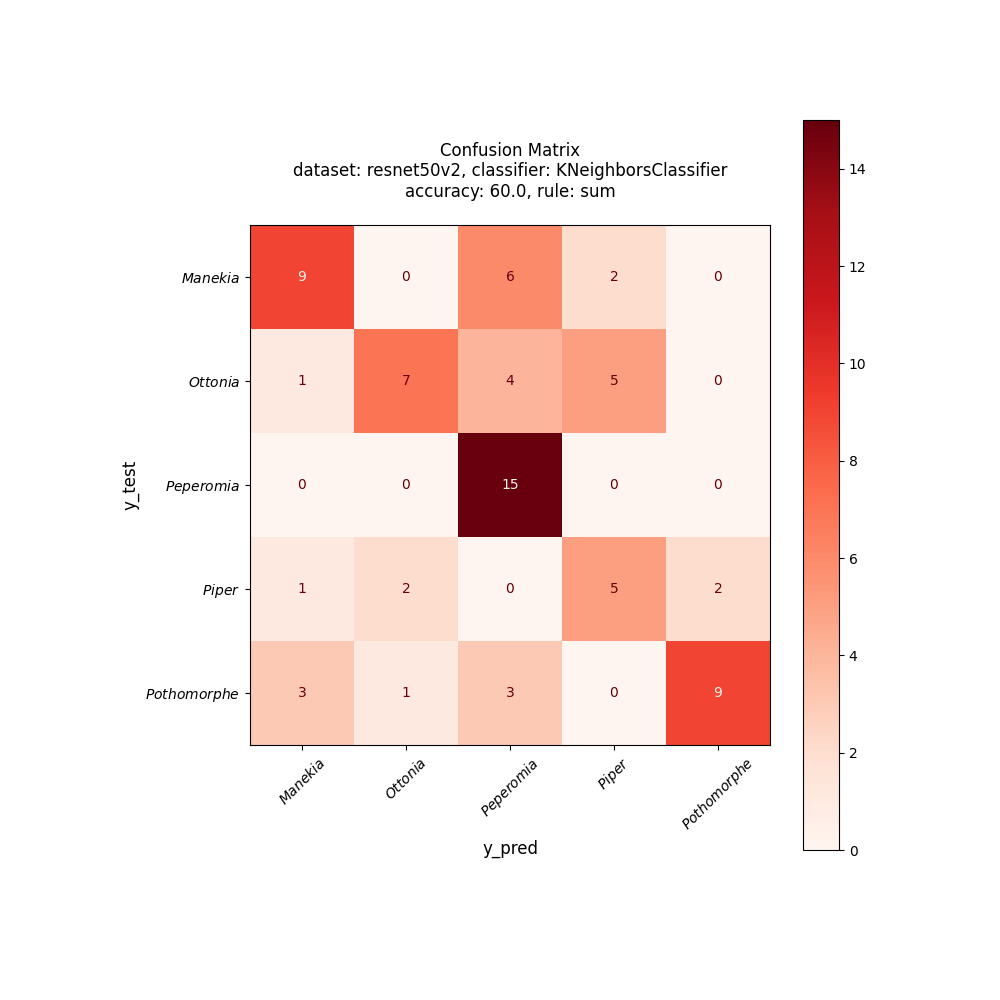 Confusion Matrix
dataset: resnet50v2, classifier: KNeighborsClassifier
accuracy: 60.0, rule: sum
y_test
Manekia 9 0 6 2 0
Ottonia 1 7 4 5 0
Peperomia 0 0 15 0 0
Piper 1 2 0 5 2
Pothomorphe 3 1 3 0 9
Manekia Ottonia Peperomia Piper Pothomorphe
y_pred
14
12
10
8
6
4
2
0